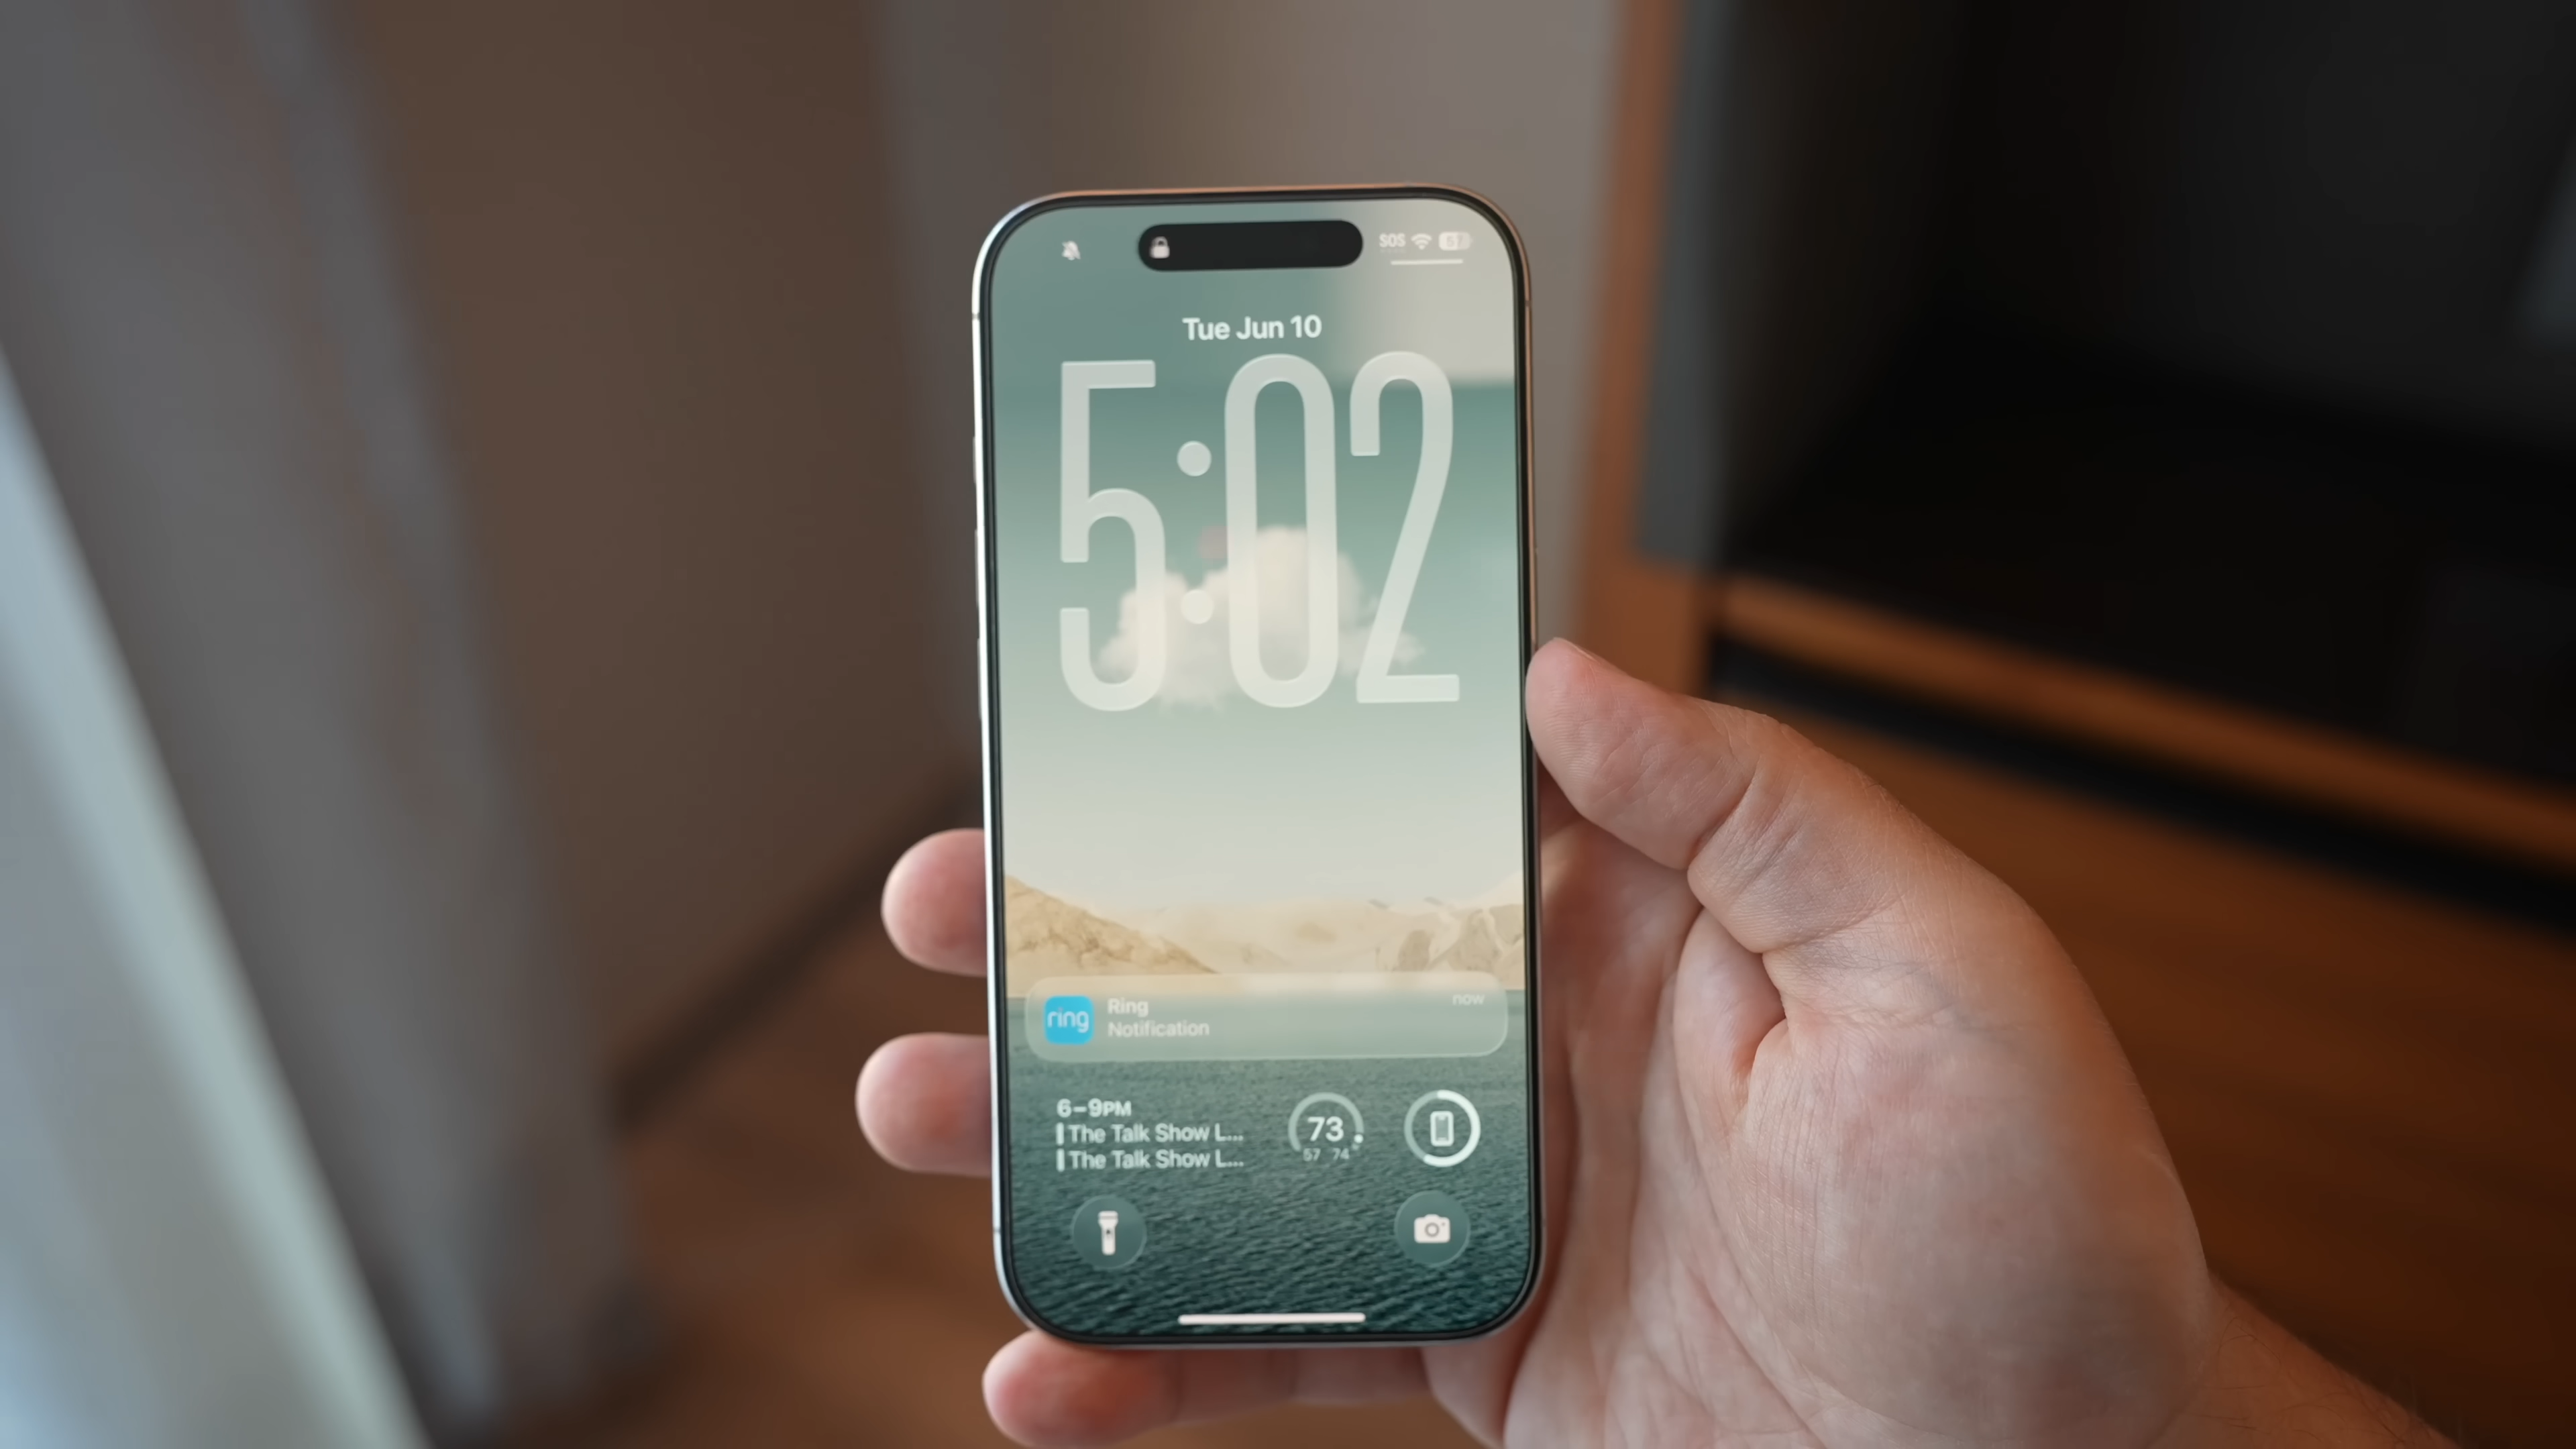 SOS 57
Tue Jun 10
5:02
ring
Ring
now
Notification
6–9PM
The Talk Show L...
The Talk Show L...
73
57 74